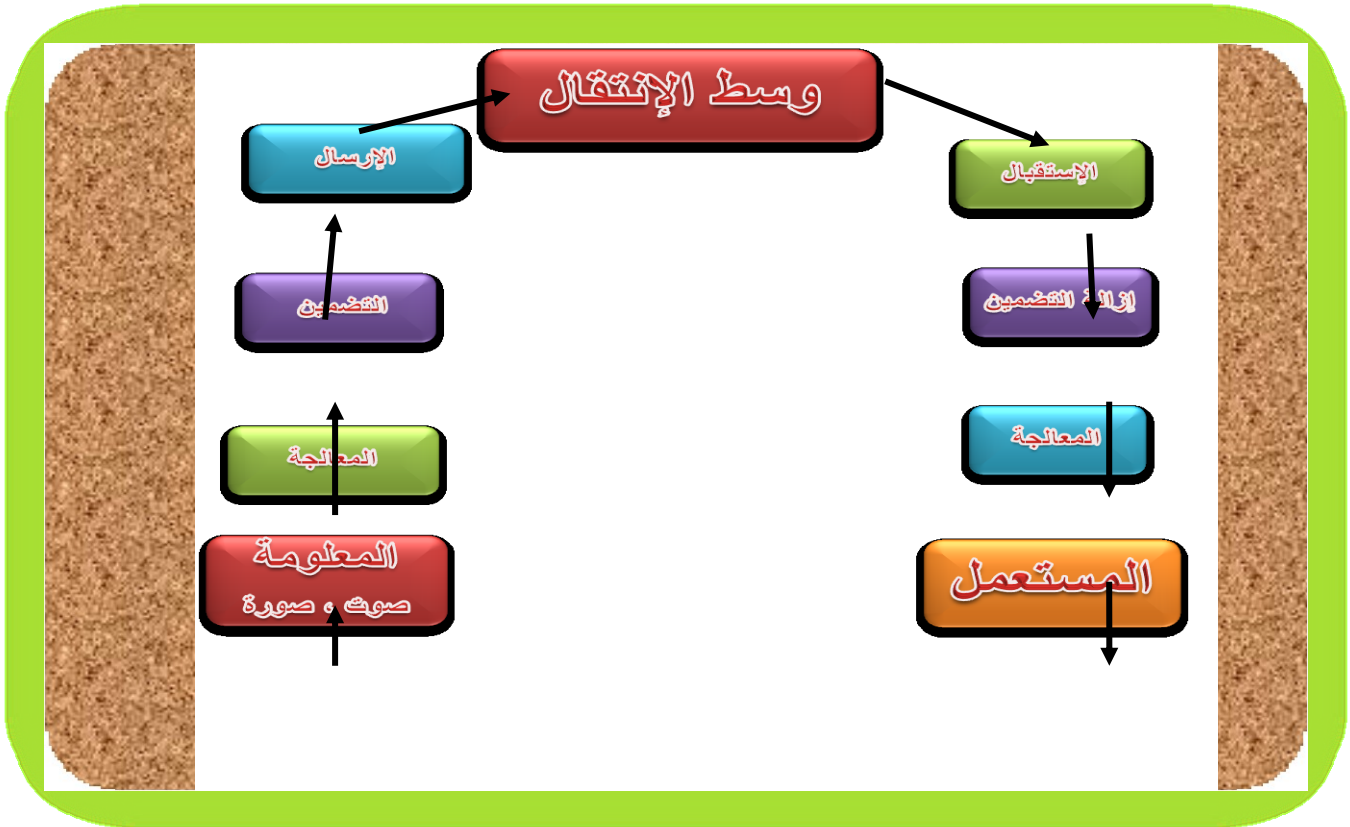 وسط الإنتقال
الإرسال
الإستقبال
التضمين
إزالة التضمين
المعالجة
المعالجة
المعلومة
صوت ، صورة
المستعمل